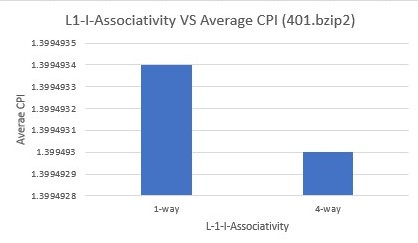 L1-I-Associativity VS Average CPI (401.bzip2)
1.3994935
1.3994934
1.3994933
1.3994932
1.3994931
1.399493
1.3994929
1.3994928
Averae CPI
1-way
4-way
L-1-I-Associativity